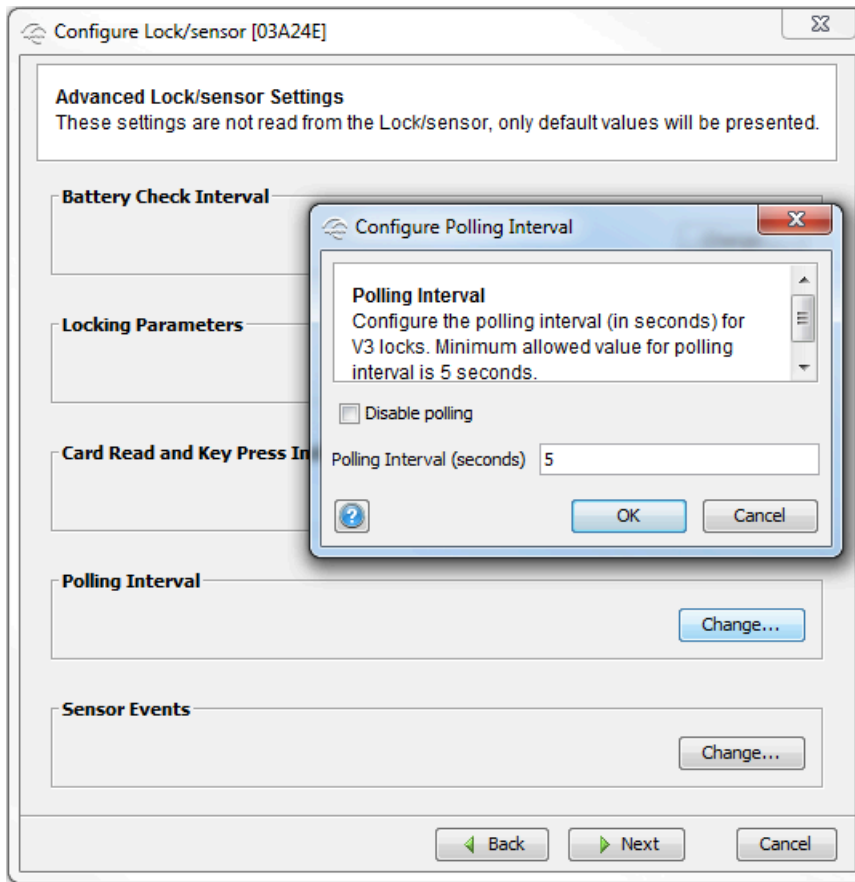 Configure Lock/sensor [03A24E]
Advanced Lock/sensor Settings
These settings are not read from the Lock/sensor, only default values will be presented.
Battery Check Interval
Configure Polling Interval
Polling Interval
Configure the polling interval (in seconds) for
V3 locks. Minimum allowed value for polling
interval is 5 seconds.
Disable polling
Polling Interval (seconds) 5
OK Cancel
Locking Parameters
Card Read and Key Press In
Polling Interval
Change...
Sensor Events
Change...
Back Next Cancel